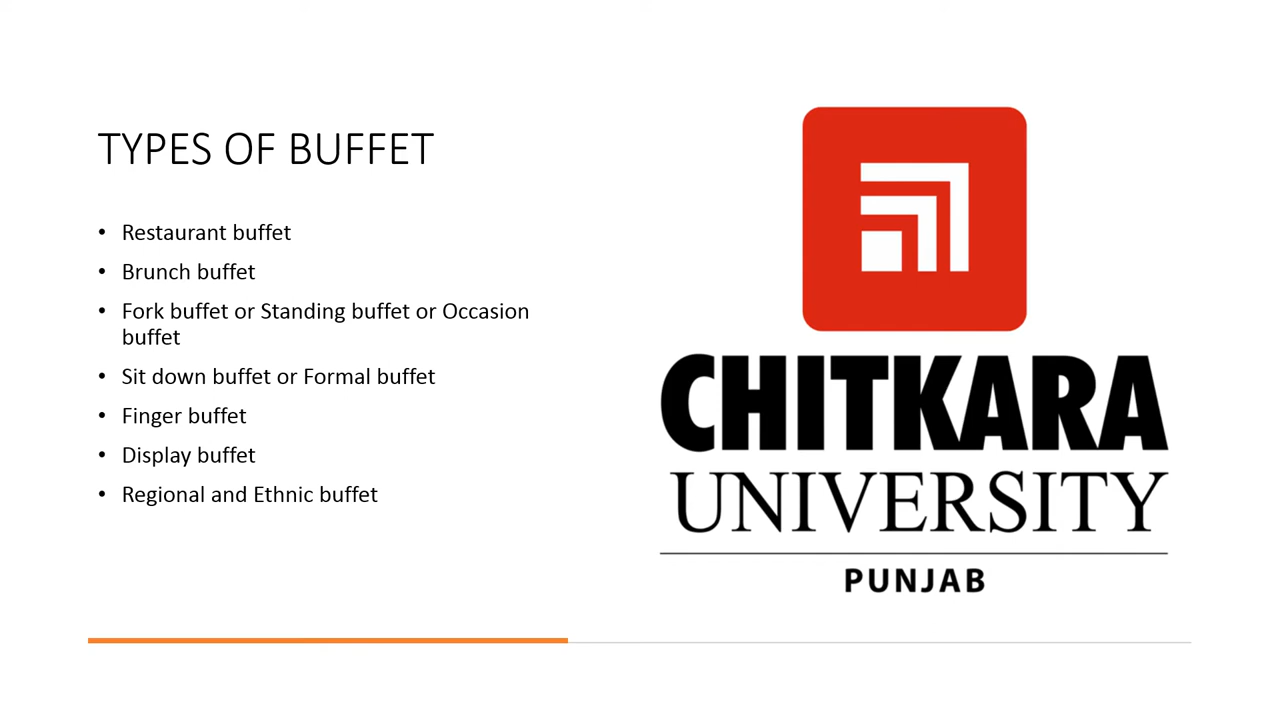 TYPES OF BUFFET
• Restaurant buffet
• Brunch buffet
• Fork buffet or Standing buffet or Occasion
buffet
• Sit down buffet or Formal buffet
• Finger buffet
• Display buffet
• Regional and Ethnic buffet
CHITKARA
UNIVERSITY
PUNJAB